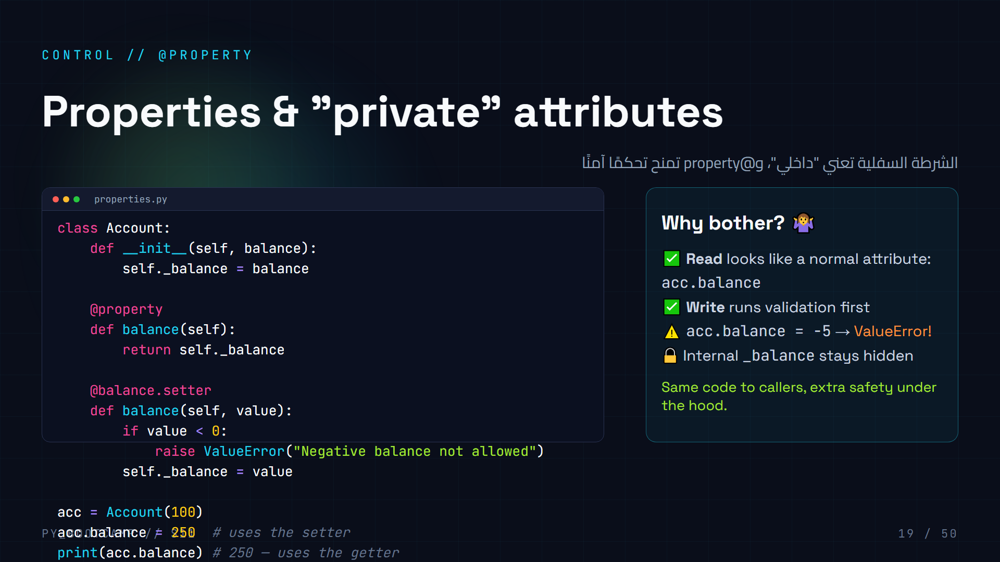 CONTROL // @PROPERTY
Properties & ”private” attributes
الشرطة السفلية تعني "داخلي"، و@property تمنح تحكمًا آمنًا
properties.py
class Account:
    def __init__(self, balance):
        self._balance = balance
    @property
    def balance(self):
        return self._balance
    @balance.setter
    def balance(self, value):
        if value < 0:
            raise ValueError("Negative balance not allowed")
        self._balance = value
acc = Account(100)
acc.balance = 250  # uses the setter
print(acc.balance) # 250 — uses the getter
Why bother? 🤷‍♀️
✅ Read looks like a normal attribute:
acc.balance
✅ Write runs validation first
⚠️ acc.balance = -5 → ValueError!
🔒 Internal _balance stays hidden
Same code to callers, extra safety under
the hood.
19 / 50